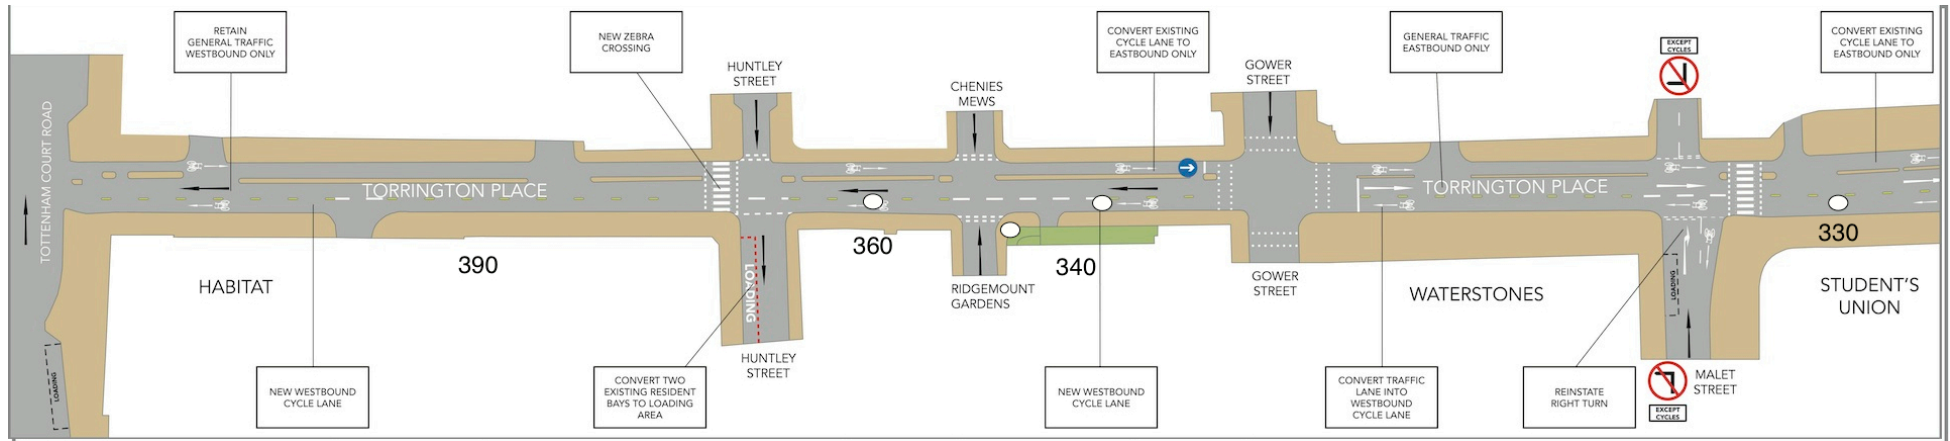 RETAIN
GENERAL TRAFFIC
WESTBOUND ONLY
NEW ZEBRA
CROSSING
CONVERT EXISTING
CYCLE LANE TO
EASTBOUND ONLY
GENERAL TRAFFIC
EASTBOUND ONLY
EXCEPT
CYCLES
CONVERT EXISTING
CYCLE LANE TO
EASTBOUND ONLY
HUNTLEY
STREET
CHENIES
MEWS
GOWER
STREET
TOTTENHAM COURT ROAD
TORRINGTON PLACE
TORRINGTON PLACE
360
330
390
340
HABITAT
LOADING
RIDGEMOUNT
GARDENS
GOWER
STREET
WATERSTONES
LOADING
STUDENT'S
UNION
HUNTLEY
STREET
MALET
STREET
LOADING
NEW WESTBOUND
CYCLE LANE
CONVERT TWO
EXISTING RESIDENT
BAYS TO LOADING
AREA
NEW WESTBOUND
CYCLE LANE
CONVERT TRAFFIC
LANE INTO
WESTBOUND
CYCLE LANE
REINSTATE
RIGHT TURN
EXCEPT
CYCLES